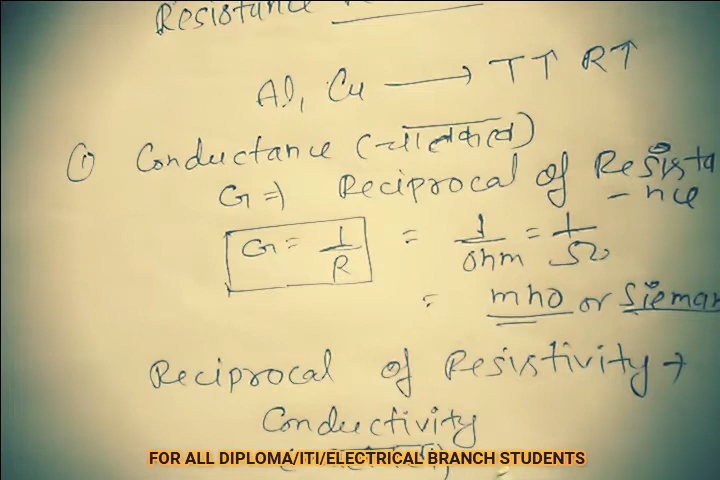 Resistance
Al, Cu → T↑ R↑
① Conductance (चालकत्व)
G ⇒ Reciprocal of Resista
-nce
G = 1/R = 1/ohm = 1/Ω
= mho or Sieman
Reciprocal of Resistivity →
Conductivity
FOR ALL DIPLOMA/ITI/ELECTRICAL BRANCH STUDENTS